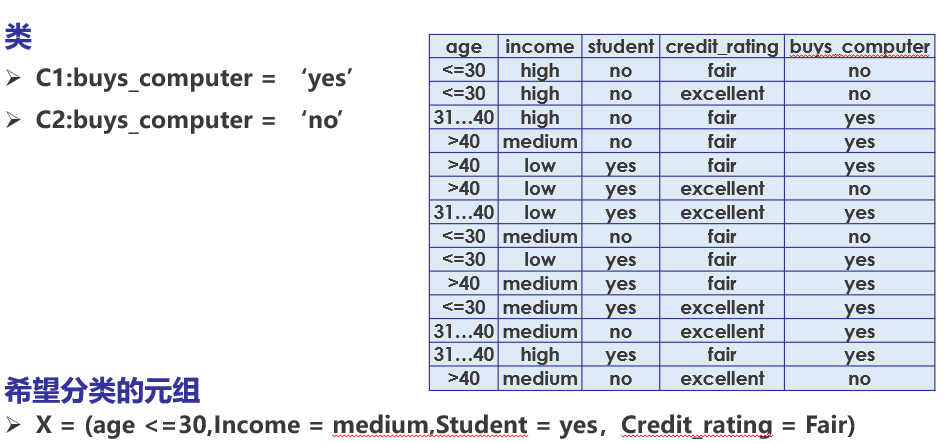 类
➢ C1:buys_computer = ‘yes’
➢ C2:buys_computer = ‘no’
age income student credit_rating buys_computer
<=30 high no fair no
<=30 high no excellent no
31…40 high no fair yes
>40 medium no fair yes
>40 low yes fair yes
>40 low yes excellent no
31…40 low yes excellent yes
<=30 medium no fair no
<=30 low yes fair yes
>40 medium yes fair yes
<=30 medium yes excellent yes
31…40 medium no excellent yes
31…40 high yes fair yes
>40 medium no excellent no
希望分类的元组
➢ X = (age <=30,Income = medium,Student = yes，Credit_rating = Fair)